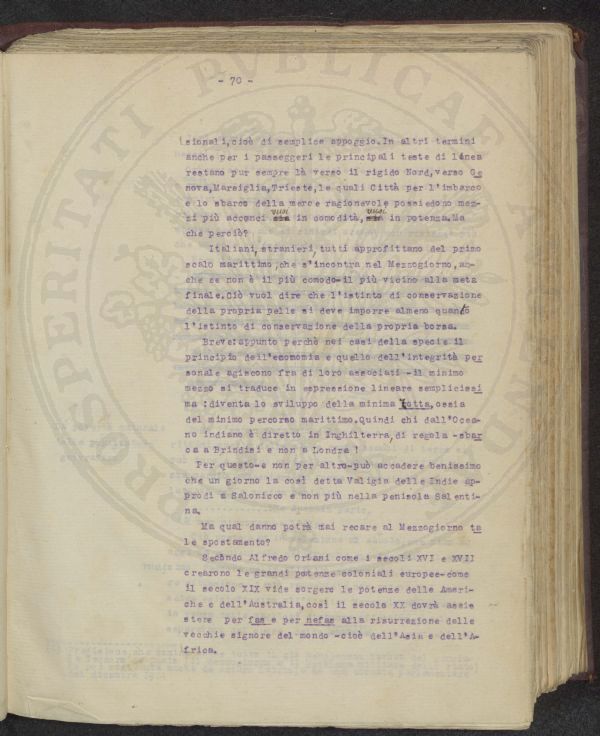 - 70 -
sionali,cioè di semplice appoggio.In altri termini
anche per i passeggeri le principali teste di linea
restano pur sempre là verso il rigido Nord,verso Ge
nova,Marsiglia,Trieste,le quali Città per l'imbarco
e lo sbarco della merce ragionevole possiedono mez-
zi più acconci vuoi in comodità, vuoi in potenza.Ma
che perciò?
Italiani,stranieri,tutti approfittano del primo
scalo marittimo,che s'incontra nel Mezzogiorno,an-
che se non è il più comodo-il più vicino alla meta
finale.Ciò vuol dire che l'istinto di conservazione
della propria pelle si deve imporre almeno quanto
l'istinto di conservazione della propria borsa.
Breve:appunto perchè nei casi della specie il
principio dell'economia e quello dell'integrità per
sonale agiscono fra di loro associati -il minimo
mezzo si traduce in espressione lineare semplicissi
ma :diventa lo sviluppo della minima rotta,ossia
del minimo percorso marittimo.Quindi chi dall'Ocea-
no indiano è diretto in Inghilterra,di regola -sbar
ca a Brindisi e non a Londra !
Per questo-e non per altro-può accadere benissimo
che un giorno la così detta Valigia delle Indie ap-
prodi a Salonicco e non più nella penisola Salenti-
na.
Ma qual danno potrà mai recare al Mezzogiorno ta
le spostamento?
Secondo Alfredo Oriani come i secoli XVI e XVII
crearono le grandi potenze coloniali europee-come
il secolo XIX vide sorgere le potenze delle Ameri-
che e dell'Australia,così il secolo XX dovrà assis
tere per fas e per nefas alla risurrezione delle
vecchie signore del mondo -cioè dell'Asia e dell'A-
frica.
PROSPERITATI PVBLICAE